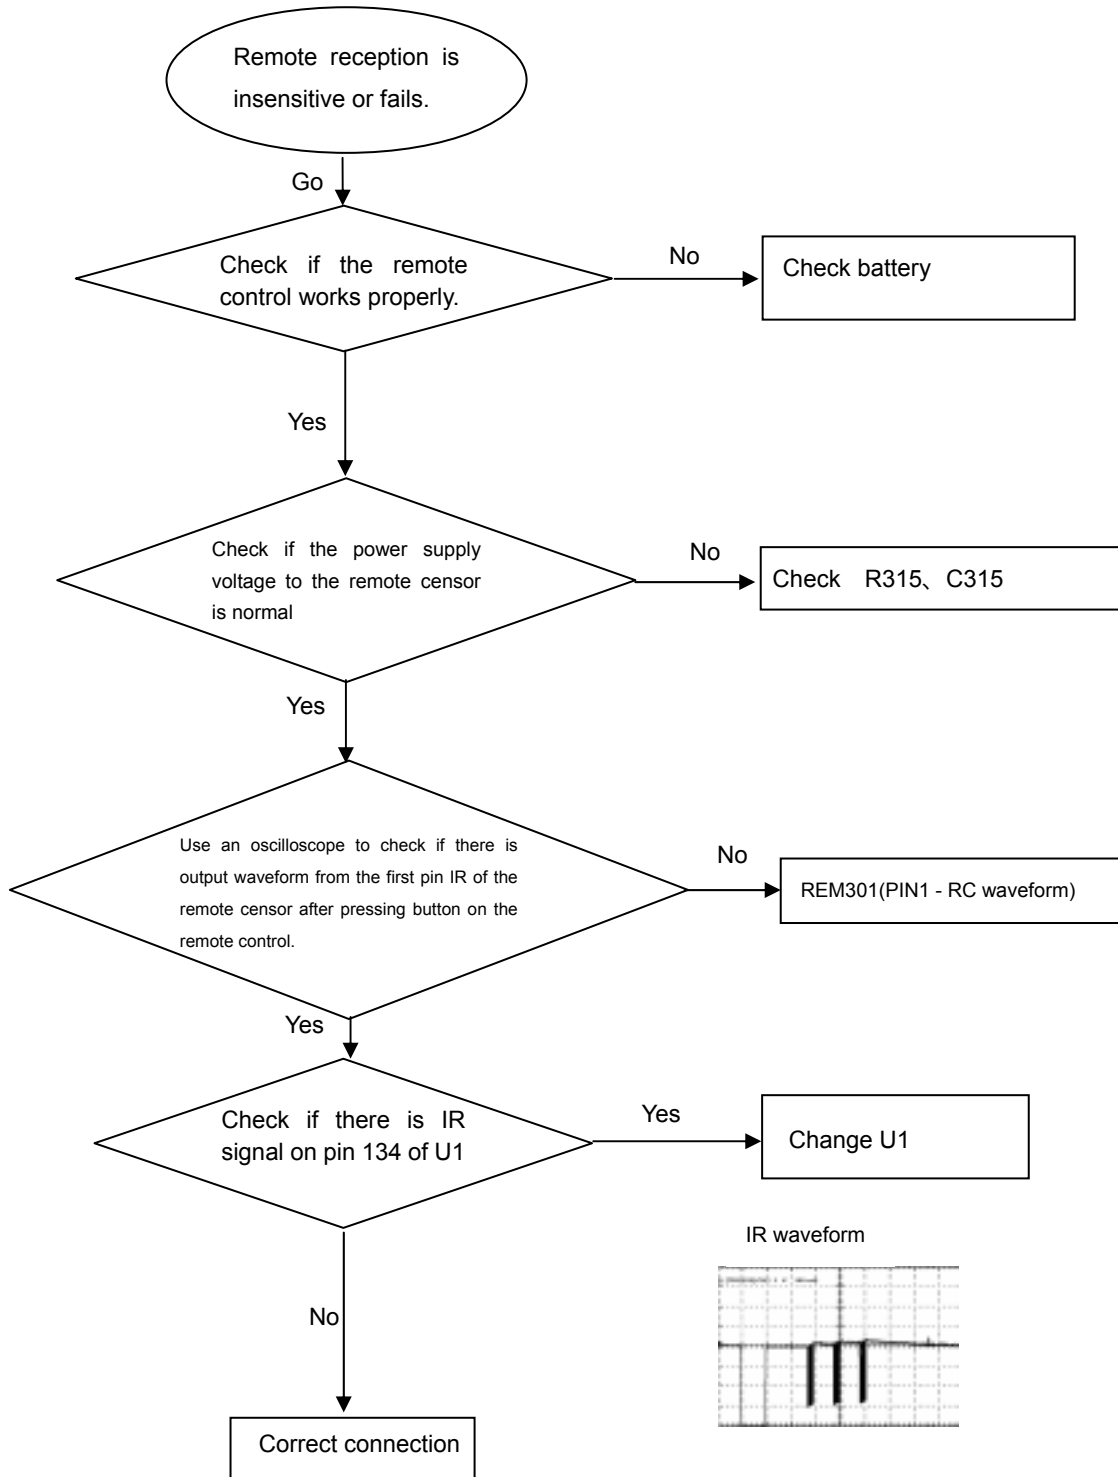 Remote reception is
insensitive or fails.
Go
Check if the remote
control works properly.
No
Check battery
Yes
Check if the power supply
voltage to the remote censor
is normal
No
Check R315、C315
Yes
Use an oscilloscope to check if there is
output waveform from the first pin IR of the
remote censor after pressing button on the
remote control.
No
REM301(PIN1 - RC waveform)
Yes
Check if there is IR
signal on pin 134 of U1
Yes
Change U1
IR waveform
No
Correct connection